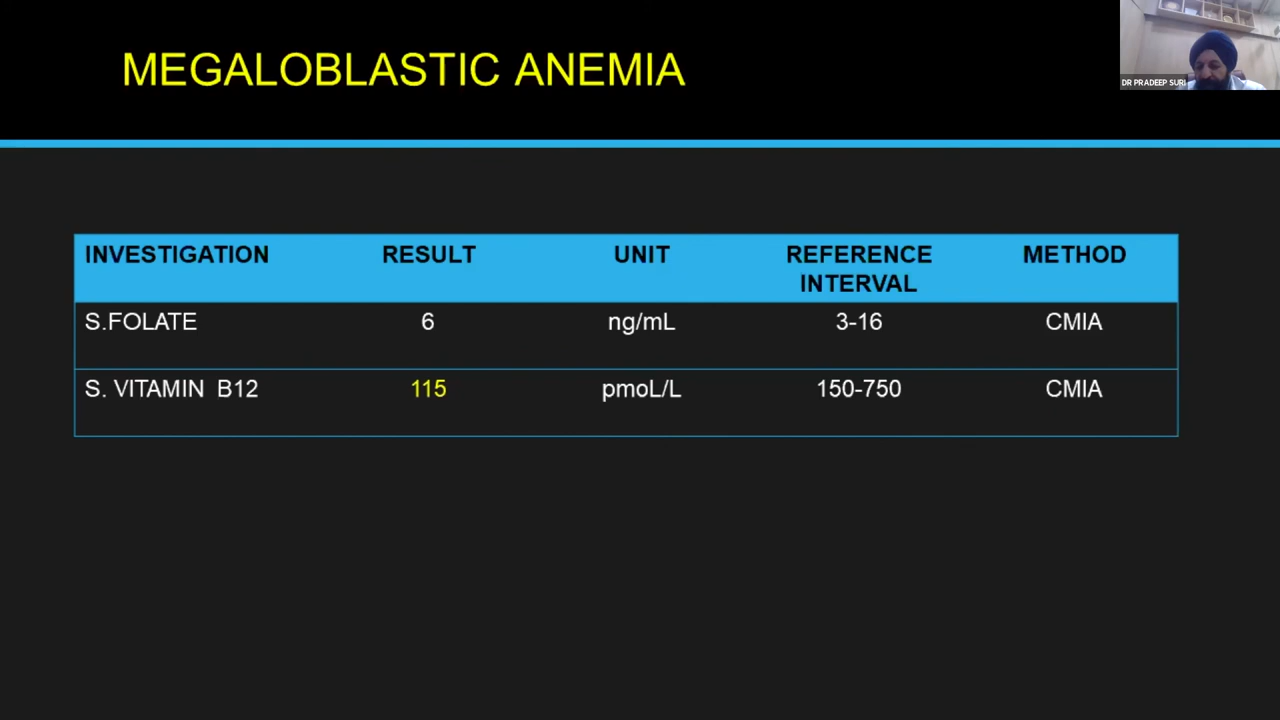 MEGALOBLASTIC ANEMIA
DR PRADEEP SURI
INVESTIGATION RESULT UNIT REFERENCE INTERVAL METHOD
S.FOLATE 6 ng/mL 3-16 CMIA
S. VITAMIN B12 115 pmoL/L 150-750 CMIA